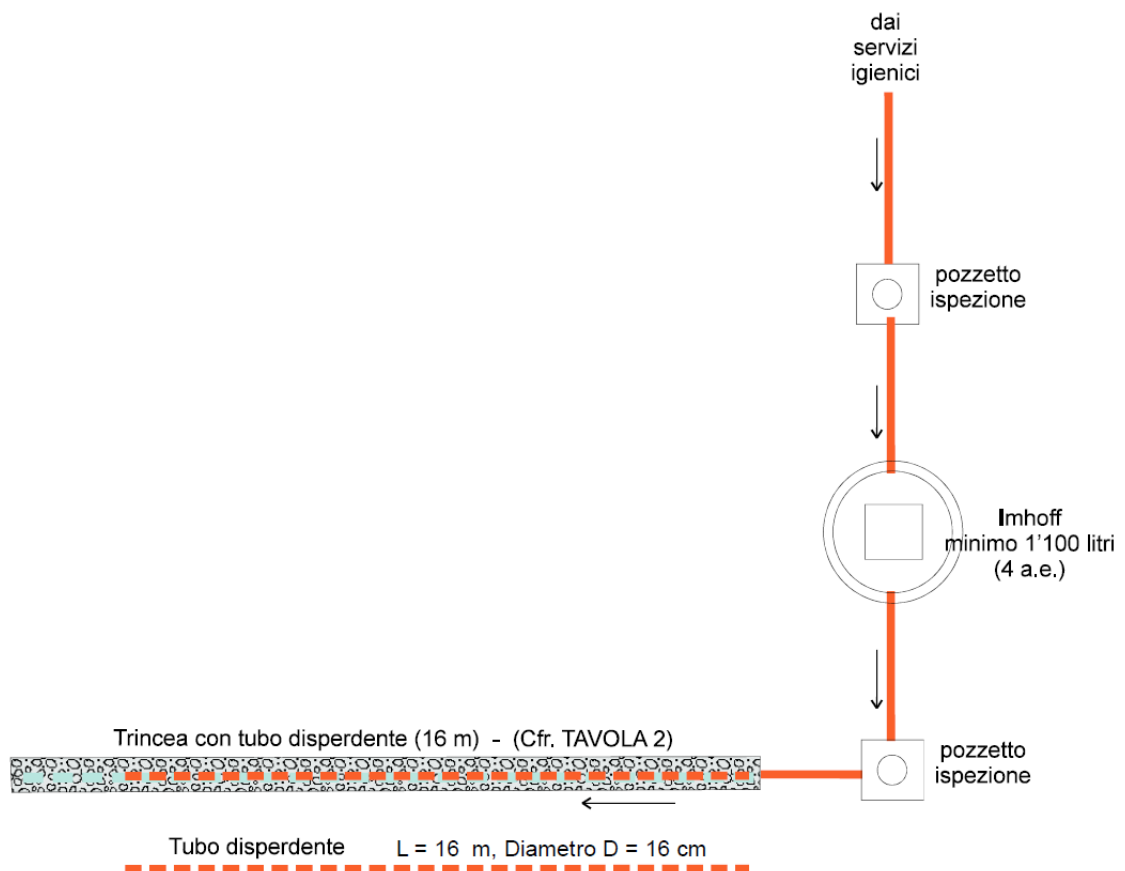 dai
servizi
igienici
pozzetto
ispezione
Imhoff
minimo 1'100 litri
(4 a.e.)
Trincea con tubo disperdente (16 m) - (Cfr. TAVOLA 2)
pozzetto
ispezione
Tubo disperdente L = 16 m, Diametro D = 16 cm